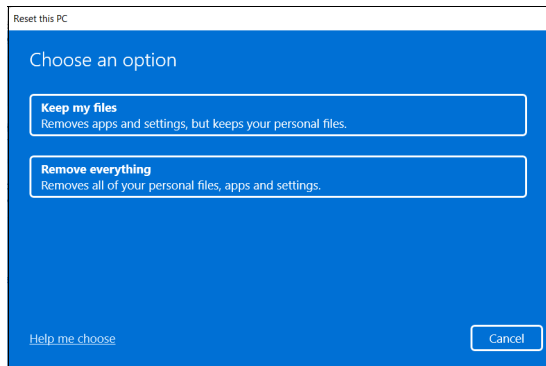 Reset this PC
Choose an option
Keep my files
Removes apps and settings, but keeps your personal files.
Remove everything
Removes all of your personal files, apps and settings.
Help me choose
Cancel